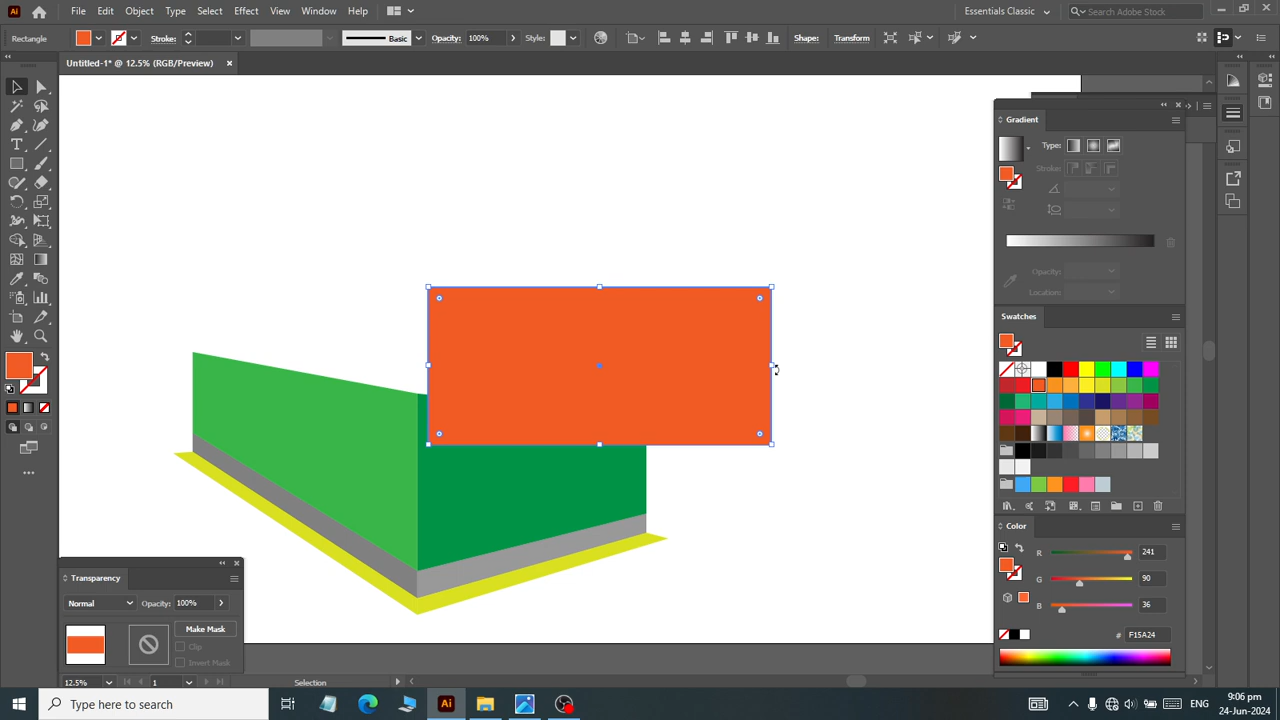 Ai File Edit Object Type Select Effect View Window Help Essentials Classic Search Adobe Stock
Rectangle Stroke: Basic Opacity: 100% Style: Shape: Transform
Untitled-1* @ 12.5% (RGB/Preview)
Gradient
Type:
Stroke:
Opacity:
Location:
Swatches
Color
R 241
G 90
B 36
# F15A24
Transparency
Normal Opacity: 100%
Make Mask
Clip
Invert Mask
12.5% 1 Selection
Type here to search
Ai
9:06 pm
24-Jun-2024